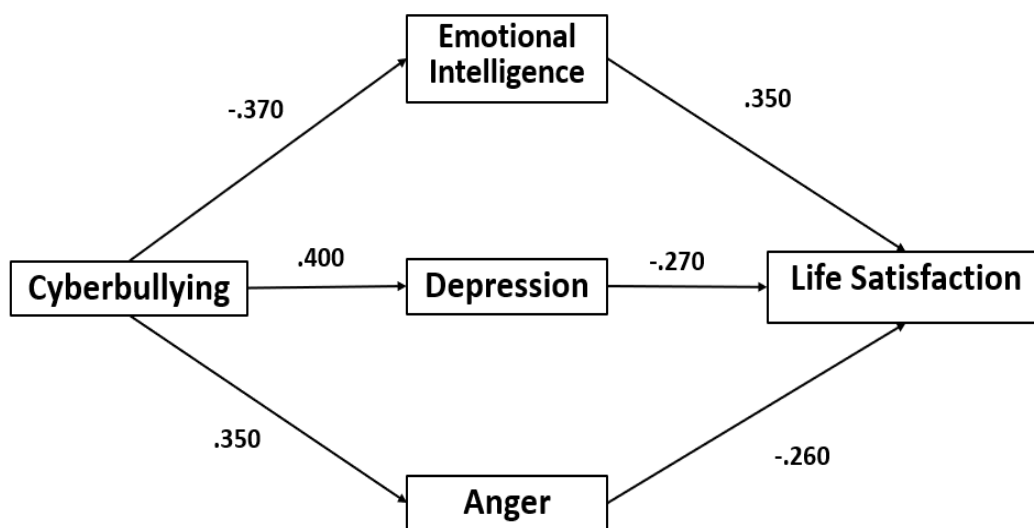 Emotional
Intelligence
-.370
.350
Cyberbullying
.400
Depression
-.270
Life Satisfaction
.350
-.260
Anger